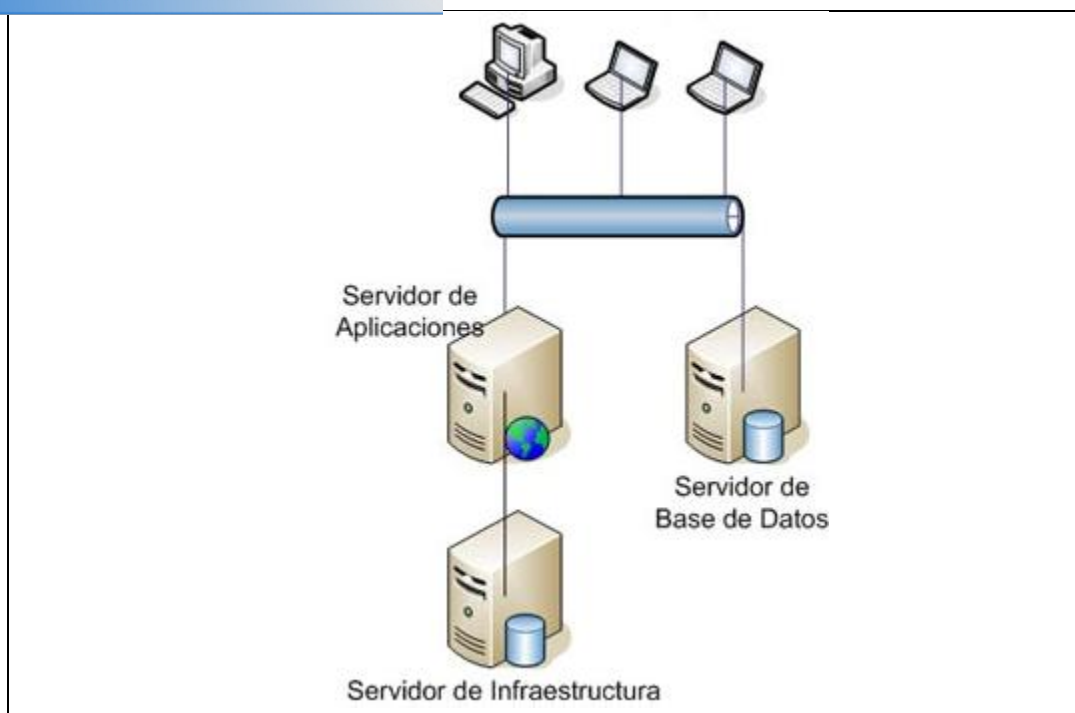 Servidor de
Aplicaciones
Servidor de
Base de Datos
Servidor de Infraestructura